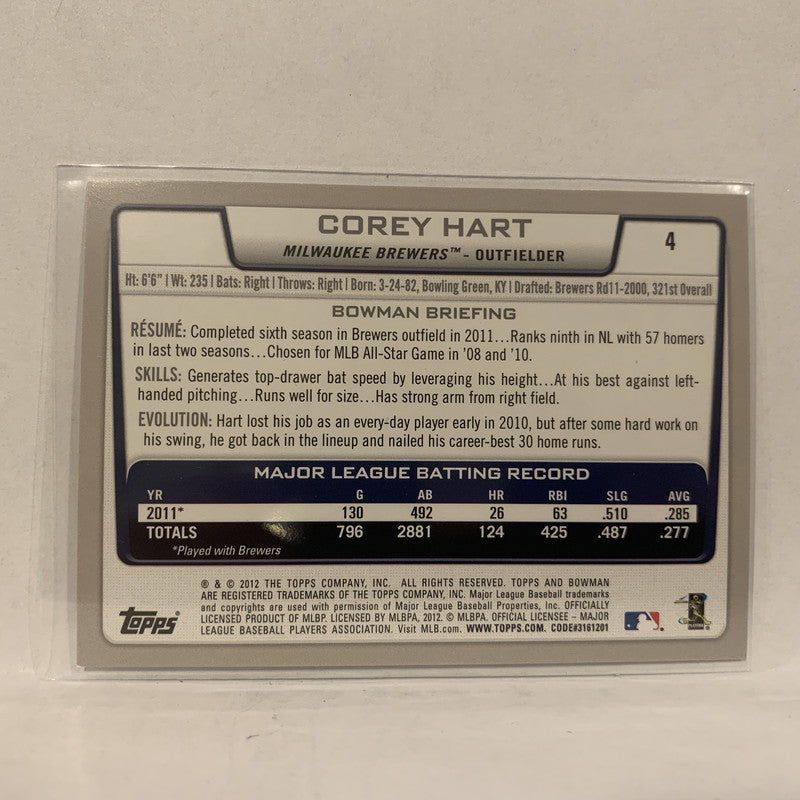 COREY HART
MILWAUKEE BREWERS™ - OUTFIELDER
4
Ht: 6'6" | Wt: 235 | Bats: Right | Throws: Right | Born: 3-24-82, Bowling Green, KY | Drafted: Brewers Rd11-2000, 321st Overall
BOWMAN BRIEFING
RÉSUMÉ: Completed sixth season in Brewers outfield in 2011...Ranks ninth in NL with 57 homers
in last two seasons...Chosen for MLB All-Star Game in '08 and '10.
SKILLS: Generates top-drawer bat speed by leveraging his height...At his best against left-
handed pitching...Runs well for size...Has strong arm from right field.
EVOLUTION: Hart lost his job as an every-day player early in 2010, but after some hard work on
his swing, he got back in the lineup and nailed his career-best 30 home runs.
MAJOR LEAGUE BATTING RECORD
YR G AB HR RBI SLG AVG
2011* 130 492 26 63 .510 .285
TOTALS 796 2881 124 425 .487 .277
*Played with Brewers
® & © 2012 THE TOPPS COMPANY, INC. ALL RIGHTS RESERVED. TOPPS AND BOWMAN
ARE REGISTERED TRADEMARKS OF THE TOPPS COMPANY, INC. Major League Baseball trademarks
and copyrights are used with permission of Major League Baseball Properties, Inc. OFFICIALLY
LICENSED PRODUCT OF MLBP. LICENSED BY MLBPA, 2012. © MLBPA. OFFICIAL LICENSEE – MAJOR
LEAGUE BASEBALL PLAYERS ASSOCIATION. Visit MLB.com. WWW.TOPPS.COM. CODE#3161201
TOPPS®